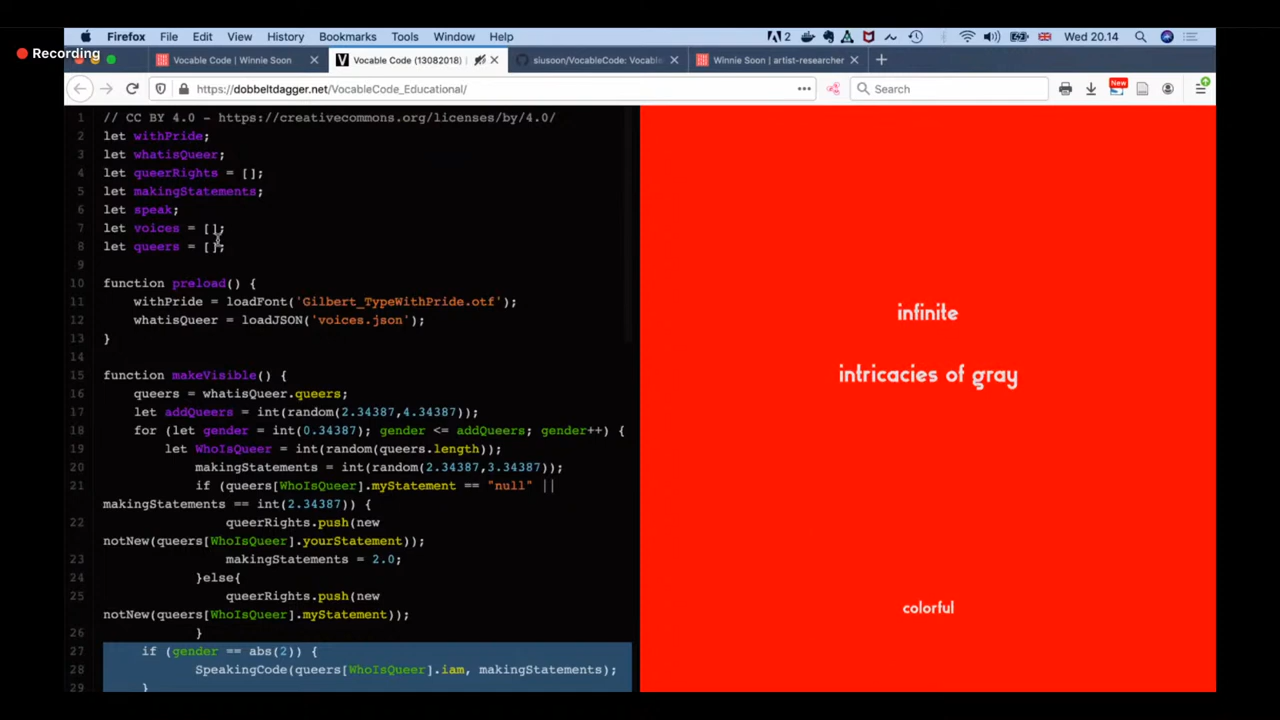 Firefox File Edit View History Bookmarks Tools Window Help 2 Wed 20.14
Recording
Vocable Code | Winnie Soon Vocable Code (13082018) siusoon/VocableCode: Vocable Winnie Soon | artist-researcher
https://dobbeltdagger.net/VocableCode_Educational/ Search New
1 // CC BY 4.0 - https://creativecommons.org/licenses/by/4.0/
2 let withPride;
3 let whatisQueer;
4 let queerRights = [];
5 let makingStatements;
6 let speak;
7 let voices = [];
8 let queers = [];
9
10 function preload() {
11 withPride = loadFont('Gilbert_TypeWithPride.otf');
12 whatisQueer = loadJSON('voices.json');
13 }
14
15 function makeVisible() {
16 queers = whatisQueer.queers;
17 let addQueers = int(random(2.34387,4.34387));
18 for (let gender = int(0.34387); gender <= addQueers; gender++) {
19 let WhoIsQueer = int(random(queers.length));
20 makingStatements = int(random(2.34387,3.34387));
21 if (queers[WhoIsQueer].myStatement == "null" ||
makingStatements == int(2.34387)) {
22 queerRights.push(new
notNew(queers[WhoIsQueer].yourStatement));
23 makingStatements = 2.0;
24 }else{
25 queerRights.push(new
notNew(queers[WhoIsQueer].myStatement));
26 }
27 if (gender == abs(2)) {
28 SpeakingCode(queers[WhoIsQueer].iam, makingStatements);
29 }
infinite
intricacies of gray
colorful